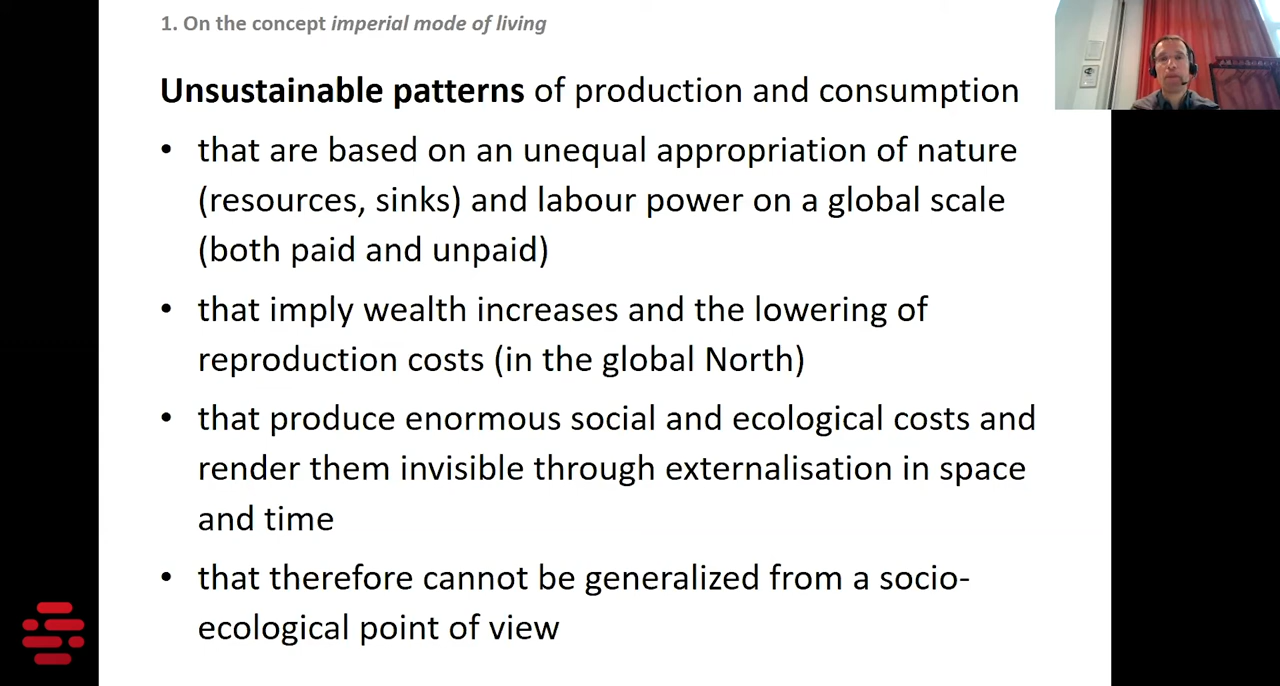 1. On the concept imperial mode of living
Unsustainable patterns of production and consumption
• that are based on an unequal appropriation of nature
(resources, sinks) and labour power on a global scale
(both paid and unpaid)
• that imply wealth increases and the lowering of
reproduction costs (in the global North)
• that produce enormous social and ecological costs and
render them invisible through externalisation in space
and time
• that therefore cannot be generalized from a socio-
ecological point of view